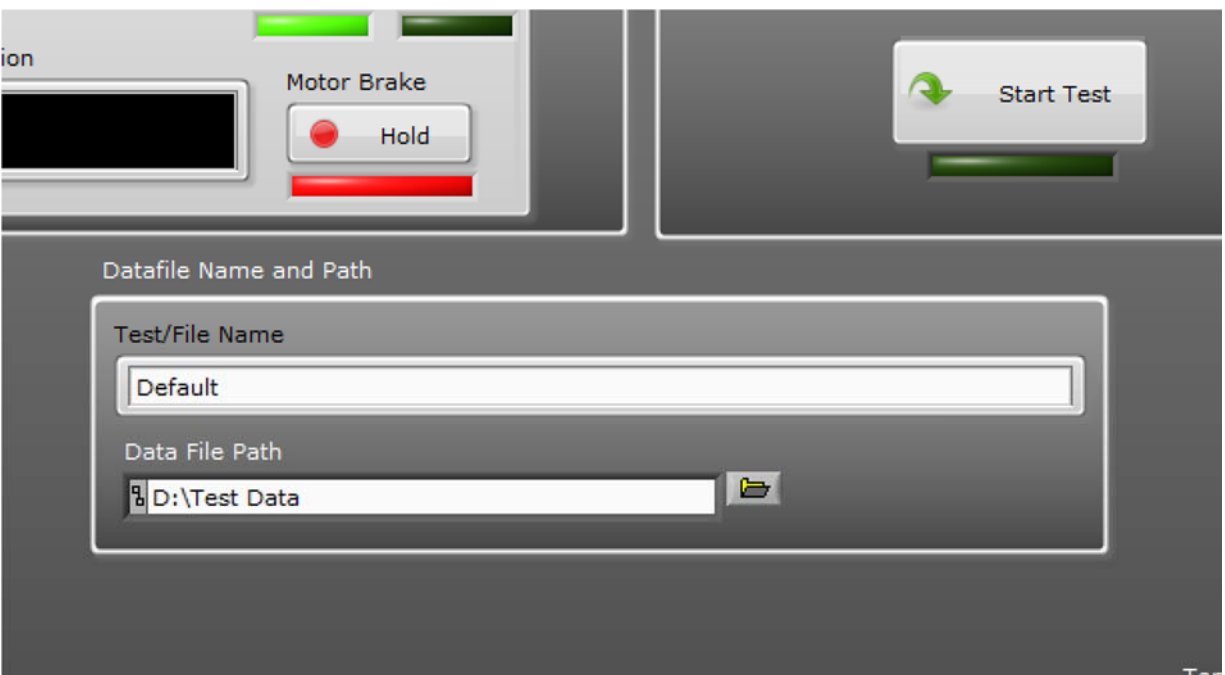 ion
Motor Brake
Hold
Start Test
Datafile Name and Path
Test/File Name
Default
Data File Path
D:\Test Data